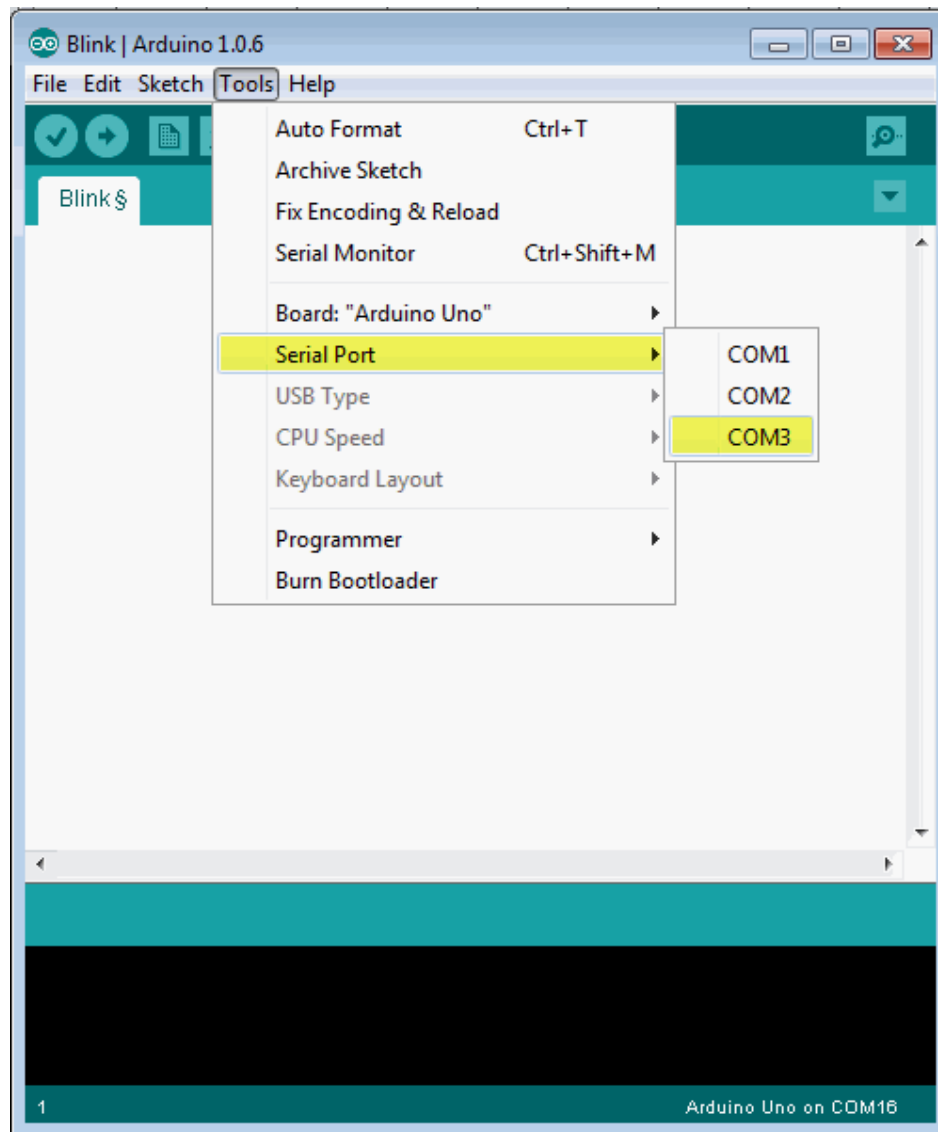 Blink | Arduino 1.0.6
File Edit Sketch Tools Help
Auto Format Ctrl+T
Archive Sketch
Blink §
Fix Encoding & Reload
Serial Monitor Ctrl+Shift+M
Board: "Arduino Uno"
Serial Port
COM1
USB Type
COM2
CPU Speed
COM3
Keyboard Layout
Programmer
Burn Bootloader
1 Arduino Uno on COM16